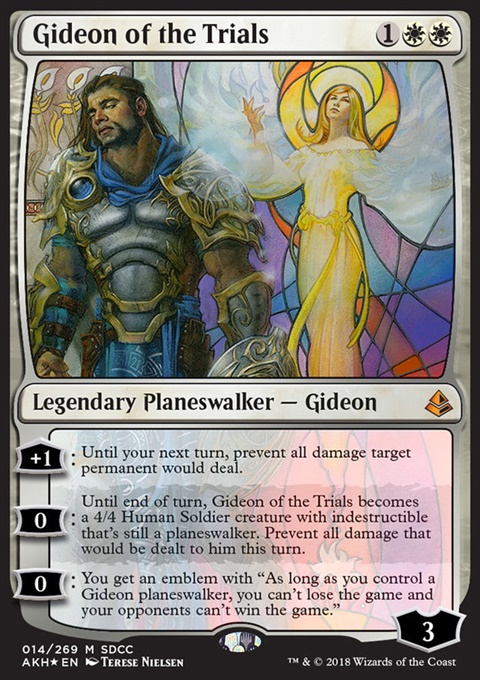 Gideon of the Trials 1
Legendary Planeswalker — Gideon
+1 : Until your next turn, prevent all damage target
permanent would deal.
Until end of turn, Gideon of the Trials becomes
0 : a 4/4 Human Soldier creature with indestructible
that's still a planeswalker. Prevent all damage that
would be dealt to him this turn.
0 : You get an emblem with “As long as you control a
Gideon planeswalker, you can't lose the game and
your opponents can't win the game.”
3
014/269 M SDCC
AKH★EN Terese Nielsen
™ & © 2018 Wizards of the Coast